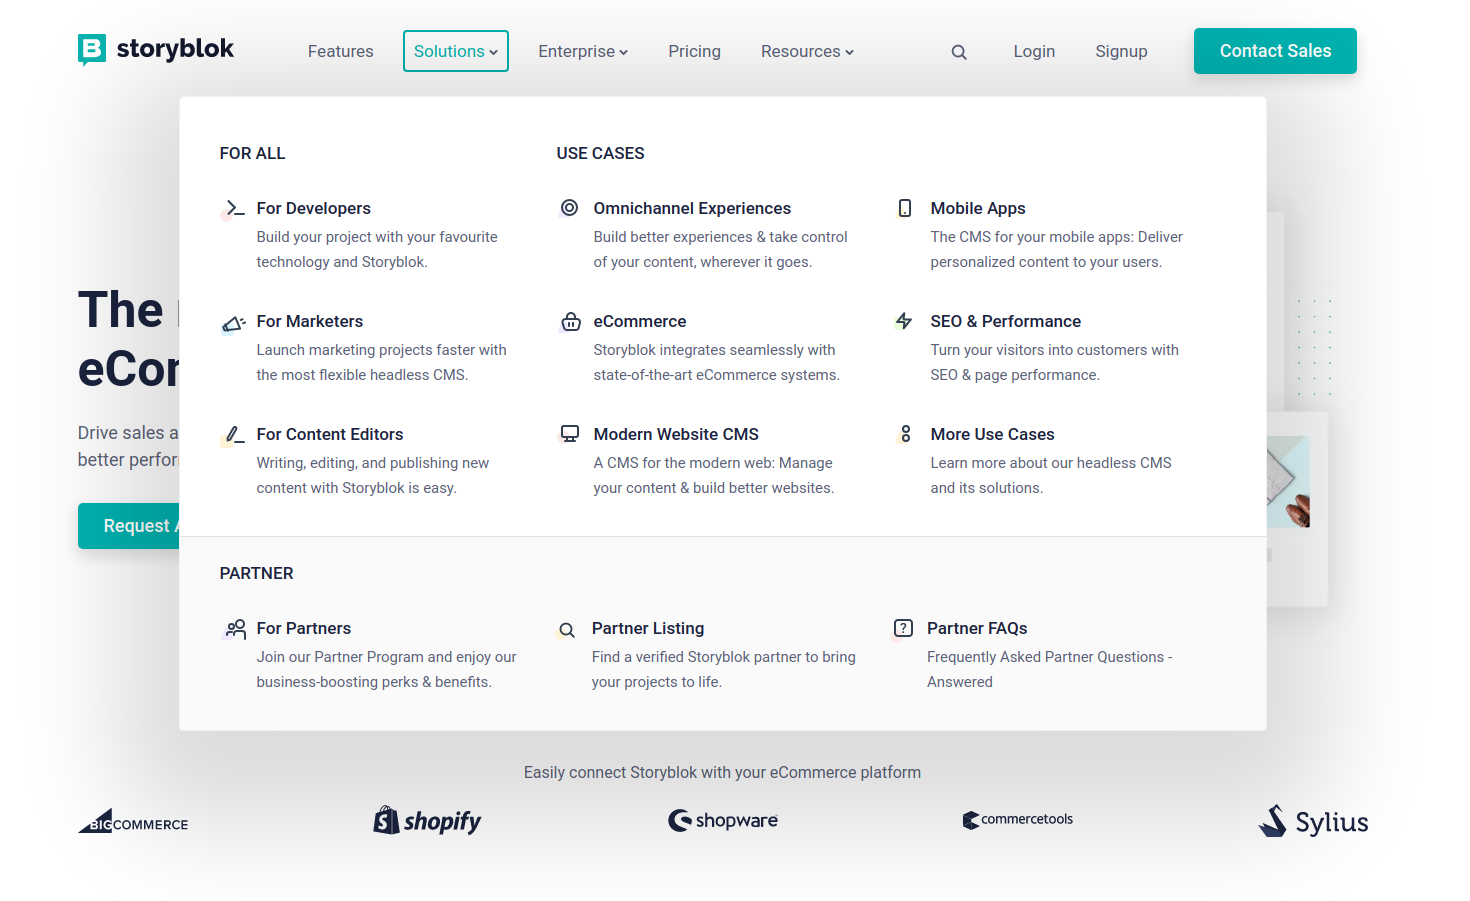 storyblok
Features
Solutions
Enterprise
Pricing
Resources
Login
Signup
Contact Sales
FOR ALL
For Developers
Build your project with your favourite
technology and Storyblok.
For Marketers
Launch marketing projects faster with
the most flexible headless CMS.
For Content Editors
Writing, editing, and publishing new
content with Storyblok is easy.
USE CASES
Omnichannel Experiences
Build better experiences & take control
of your content, wherever it goes.
eCommerce
Storyblok integrates seamlessly with
state-of-the-art eCommerce systems.
Modern Website CMS
A CMS for the modern web: Manage
your content & build better websites.
Mobile Apps
The CMS for your mobile apps: Deliver
personalized content to your users.
SEO & Performance
Turn your visitors into customers with
SEO & page performance.
More Use Cases
Learn more about our headless CMS
and its solutions.
PARTNER
For Partners
Join our Partner Program and enjoy our
business-boosting perks & benefits.
Partner Listing
Find a verified Storyblok partner to bring
your projects to life.
Partner FAQs
Frequently Asked Partner Questions -
Answered
The
eCom
Drive sales a
better perfor
Request A
Easily connect Storyblok with your eCommerce platform
BIGCOMMERCE
shopify
shopware
commercetools
Sylius